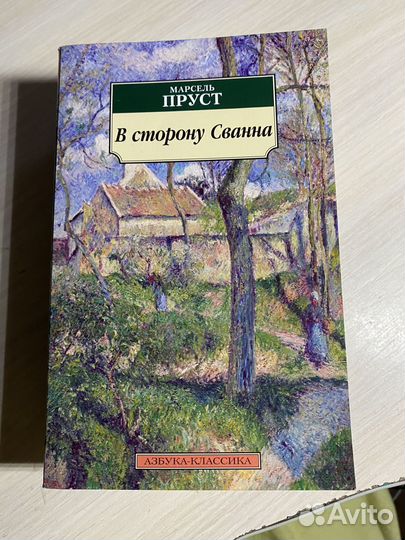 МАРСЕЛЬ
ПРУСТ
В сторону Сванна
АЗБУКА-КЛАССИКА
Avito